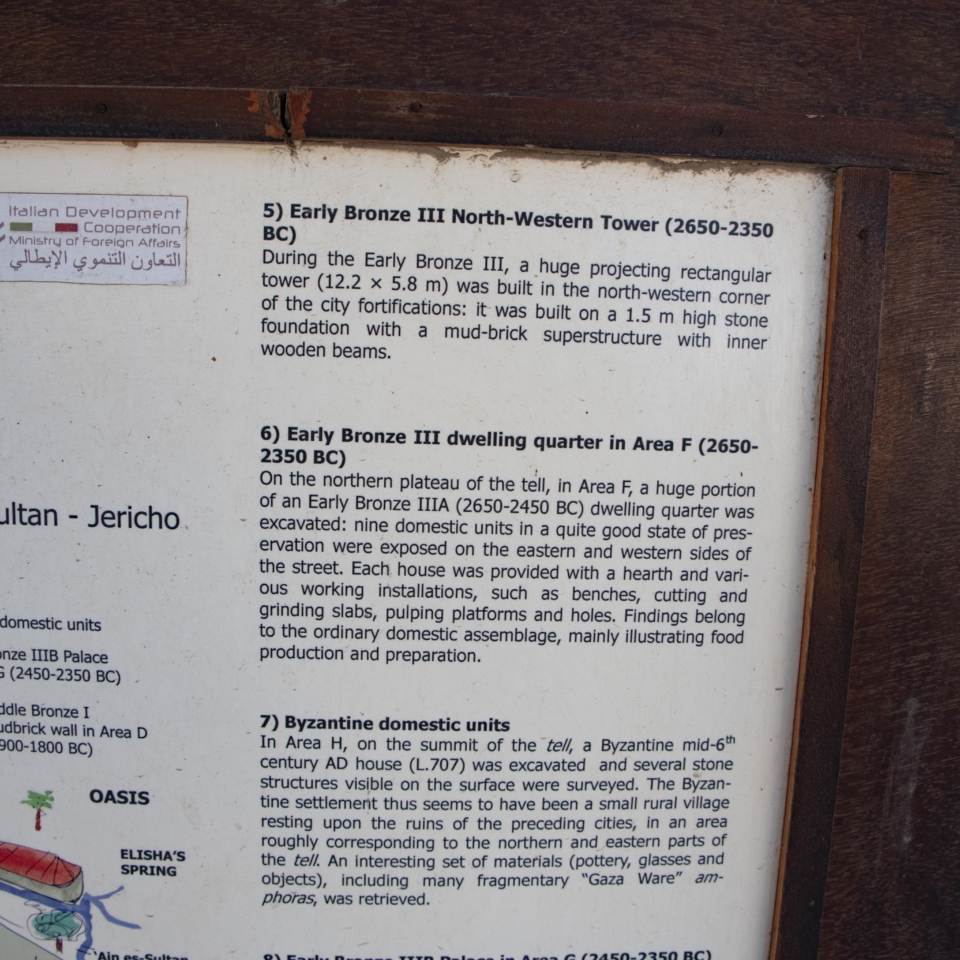 Italian Development
Cooperation
Ministry of Foreign Affairs
التعاون التنموي الإيطالي
- Jericho
domestic units
IIIB Palace
(2450-2350 BC)
Bronze I
wall in Area D
1800 BC)
OASIS
ELISHA'S
SPRING
'Ain es-Sultan
5) Early Bronze III North-Western Tower (2650-2350
BC)
During the Early Bronze III, a huge projecting rectangular
tower (12.2 × 5.8 m) was built in the north-western corner
of the city fortifications: it was built on a 1.5 m high stone
foundation with a mud-brick superstructure with inner
wooden beams.
6) Early Bronze III dwelling quarter in Area F (2650-
2350 BC)
On the northern plateau of the tell, in Area F, a huge portion
of an Early Bronze IIIA (2650-2450 BC) dwelling quarter was
excavated: nine domestic units in a quite good state of pres-
ervation were exposed on the eastern and western sides of
the street. Each house was provided with a hearth and vari-
ous working installations, such as benches, cutting and
grinding slabs, pulping platforms and holes. Findings belong
to the ordinary domestic assemblage, mainly illustrating food
production and preparation.
7) Byzantine domestic units
In Area H, on the summit of the tell, a Byzantine mid-6th
century AD house (L.707) was excavated and several stone
structures visible on the surface were surveyed. The Byzan-
tine settlement thus seems to have been a small rural village
resting upon the ruins of the preceding cities, in an area
roughly corresponding to the northern and eastern parts of
the tell. An interesting set of materials (pottery, glasses and
objects), including many fragmentary "Gaza Ware" am-
phoras, was retrieved.
8) Early Bronze IIIB Palace in Area G (2450-2350 BC)